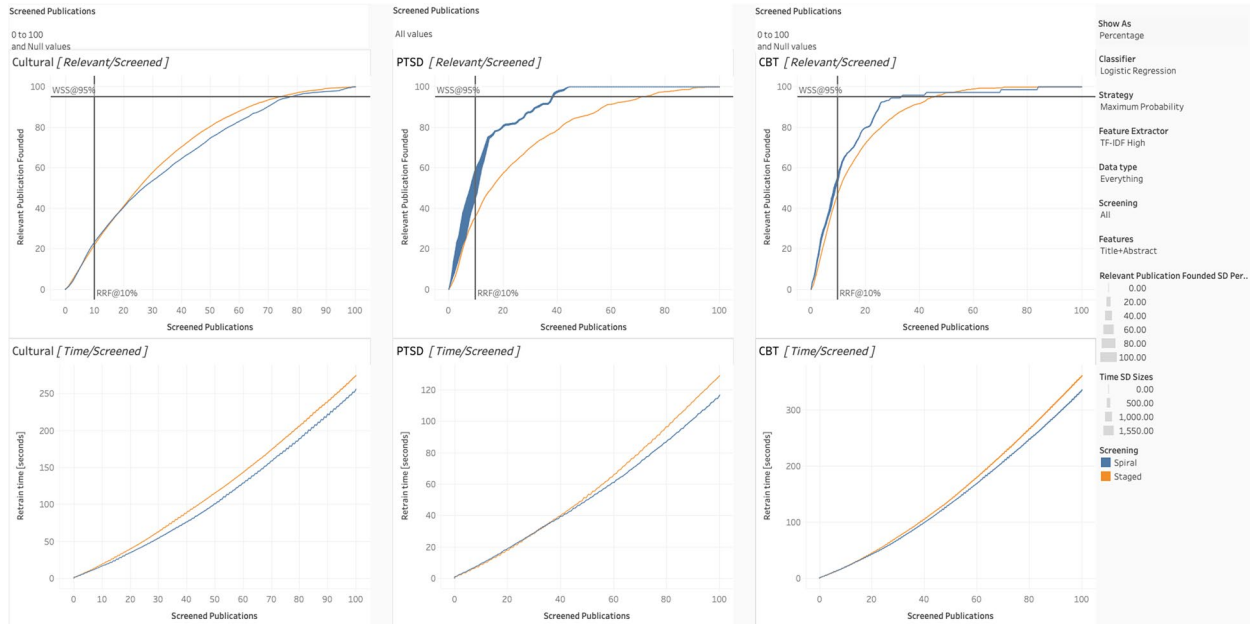 Screened Publications
0 to 100
and Null values
Cultural [ Relevant/Screened ]
WSS@95%
RRF@10%
100
80
60
40
20
0
Relevant Publication Founded
0 10 20 30 40 50 60 70 80 90 100
Screened Publications
Screened Publications
All values
PTSD [ Relevant/Screened ]
WSS@95%
RRF@10%
100
80
60
40
20
0
Relevant Publication Founded
0 20 40 60 80 100
Screened Publications
Screened Publications
0 to 100
and Null values
CBT [ Relevant/Screened ]
WSS@95%
RRF@10%
100
80
60
40
20
0
Relevant Publication Founded
0 20 40 60 80 100
Screened Publications
Cultural [ Time/Screened ]
250
200
150
100
50
0
Retrain time [seconds]
0 10 20 30 40 50 60 70 80 90 100
Screened Publications
PTSD [ Time/Screened ]
120
100
80
60
40
20
0
Retrain time [seconds]
0 20 40 60 80 100
Screened Publications
CBT [ Time/Screened ]
300
200
100
0
Retrain time [seconds]
0 20 40 60 80 100
Screened Publications
Show As
Percentage
Classifier
Logistic Regression
Strategy
Maximum Probability
Feature Extractor
TF-IDF High
Data type
Everything
Screening
All
Features
Title+Abstract
Relevant Publication Founded SD Per..
0.00
20.00
40.00
60.00
80.00
100.00
Time SD Sizes
0.00
500.00
1,000.00
1,550.00
Screening
Spiral
Staged